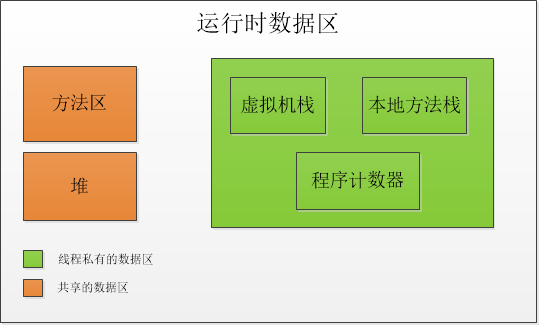 运行时数据区
方法区
虚拟机栈
本地方法栈
堆
程序计数器
线程私有的数据区
共享的数据区